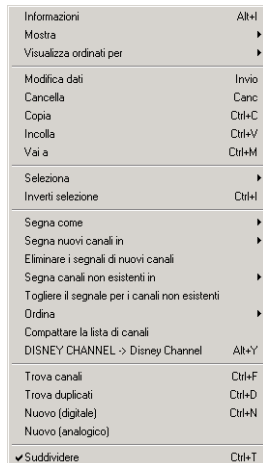 Informazioni Alt+I
Mostra
Visualizza ordinati per
Modifica dati Invio
Cancella Canc
Copia Ctrl+C
Incolla Ctrl+V
Vai a Ctrl+M
Seleziona
Inverti selezione Ctrl+I
Segna come
Segna nuovi canali in
Eliminare i segnali di nuovi canali
Segna canali non esistenti in
Togliere il segnale per i canali non esistenti
Ordina
Compattare la lista di canali
DISNEY CHANNEL -> Disney Channel Alt+Y
Trova canali Ctrl+F
Trova duplicati Ctrl+D
Nuovo (digitale) Ctrl+N
Nuovo (analogico)
✓Suddividere Ctrl+T